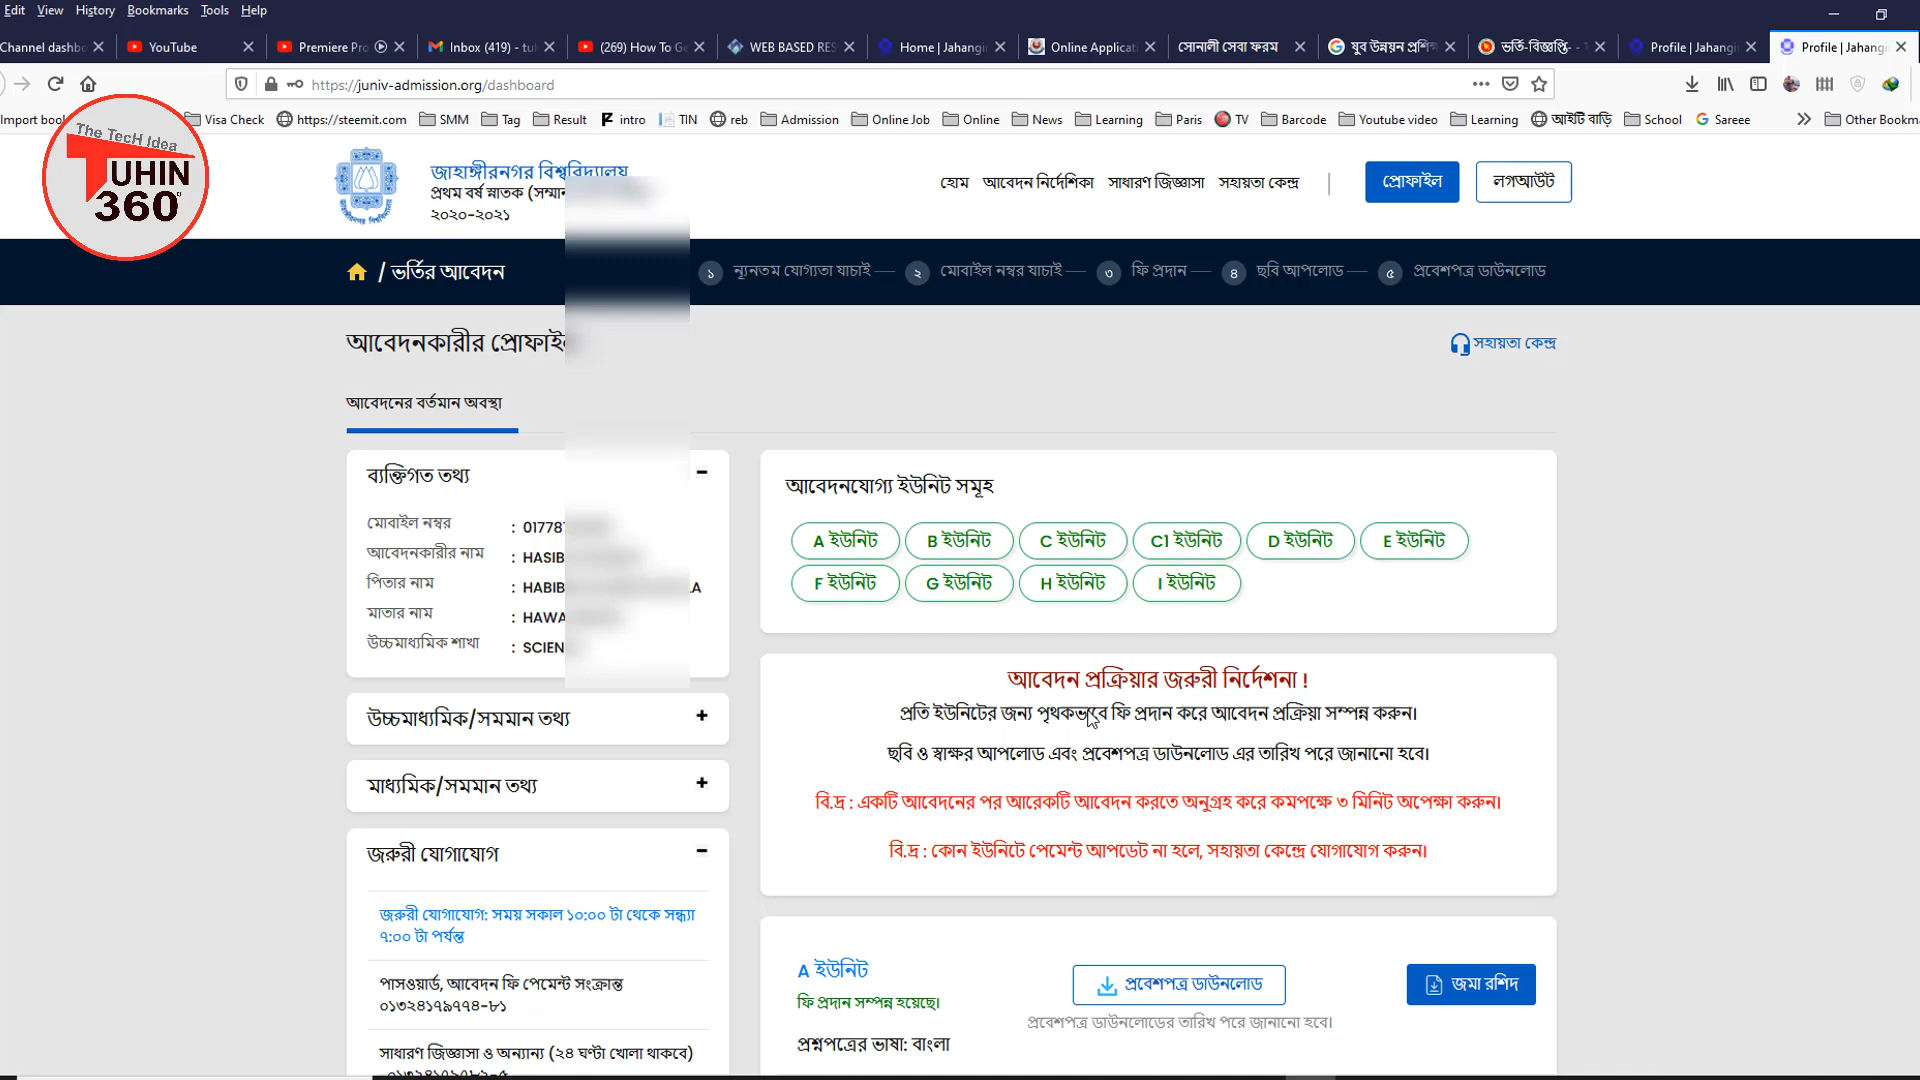 Edit View History Bookmarks Tools Help
Channel dashb YouTube Premiere Pro Inbox (419) - tu (269) How To Ge WEB BASED RES Home | Jahangi Online Applicat সোনালী সেবা ফরম যুব উন্নয়ন প্রশি ভর্তি-বিজ্ঞপ্তি- Profile | Jahangi Profile | Jahangi
https://juniv-admission.org/dashboard
Import book Visa Check https://steemit.com SMM Tag Result intro TIN reb Admission Online Job Online News Learning Paris TV Barcode Youtube video Learning আইটি বাড়ি School Sareee Other Bookma
The TecH Idea
TUHIN
360°
জাহাঙ্গীরনগর বিশ্ববিদ্যালয়
প্রথম বর্ষ স্নাতক (সম্মান
২০২০-২০২১
হোম আবেদন নির্দেশিকা সাধারণ জিজ্ঞাসা সহায়তা কেন্দ্র | প্রোফাইল লগআউট
/ ভর্তির আবেদন
১ ন্যূনতম যোগ্যতা যাচাই ২ মোবাইল নম্বর যাচাই ৩ ফি প্রদান ৪ ছবি আপলোড ৫ প্রবেশপত্র ডাউনলোড
আবেদনকারীর প্রোফাইল
সহায়তা কেন্দ্র
আবেদনের বর্তমান অবস্থা
ব্যক্তিগত তথ্য
মোবাইল নম্বর : 01778
আবেদনকারীর নাম : HASIB
পিতার নাম : HABIB LA
মাতার নাম : HAWA
উচ্চমাধ্যমিক শাখা : SCIEN
উচ্চমাধ্যমিক/সমমান তথ্য +
মাধ্যমিক/সমমান তথ্য +
জরুরী যোগাযোগ
জরুরী যোগাযোগ: সময় সকাল ১০:০০ টা থেকে সন্ধ্যা
৭:০০ টা পর্যন্ত
পাসওয়ার্ড, আবেদন ফি পেমেন্ট সংক্রান্ত
০১৩২৪১৭৯৭৭৪-৮১
সাধারণ জিজ্ঞাসা ও অন্যান্য (২৪ ঘণ্টা খোলা থাকবে)
আবেদনযোগ্য ইউনিট সমূহ
A ইউনিট B ইউনিট C ইউনিট C1 ইউনিট D ইউনিট E ইউনিট
F ইউনিট G ইউনিট H ইউনিট I ইউনিট
আবেদন প্রক্রিয়ার জরুরী নির্দেশনা !
প্রতি ইউনিটের জন্য পৃথকভাবে ফি প্রদান করে আবেদন প্রক্রিয়া সম্পন্ন করুন।
ছবি ও স্বাক্ষর আপলোড এবং প্রবেশপত্র ডাউনলোড এর তারিখ পরে জানানো হবে।
বি.দ্র : একটি আবেদনের পর আরেকটি আবেদন করতে অনুগ্রহ করে কমপক্ষে ৩ মিনিট অপেক্ষা করুন।
বি.দ্র : কোন ইউনিটে পেমেন্ট আপডেট না হলে, সহায়তা কেন্দ্রে যোগাযোগ করুন।
A ইউনিট
ফি প্রদান সম্পন্ন হয়েছে।
প্রশ্নপত্রের ভাষা: বাংলা
প্রবেশপত্র ডাউনলোড
প্রবেশপত্র ডাউনলোডের তারিখ পরে জানানো হবে।
জমা রশিদ